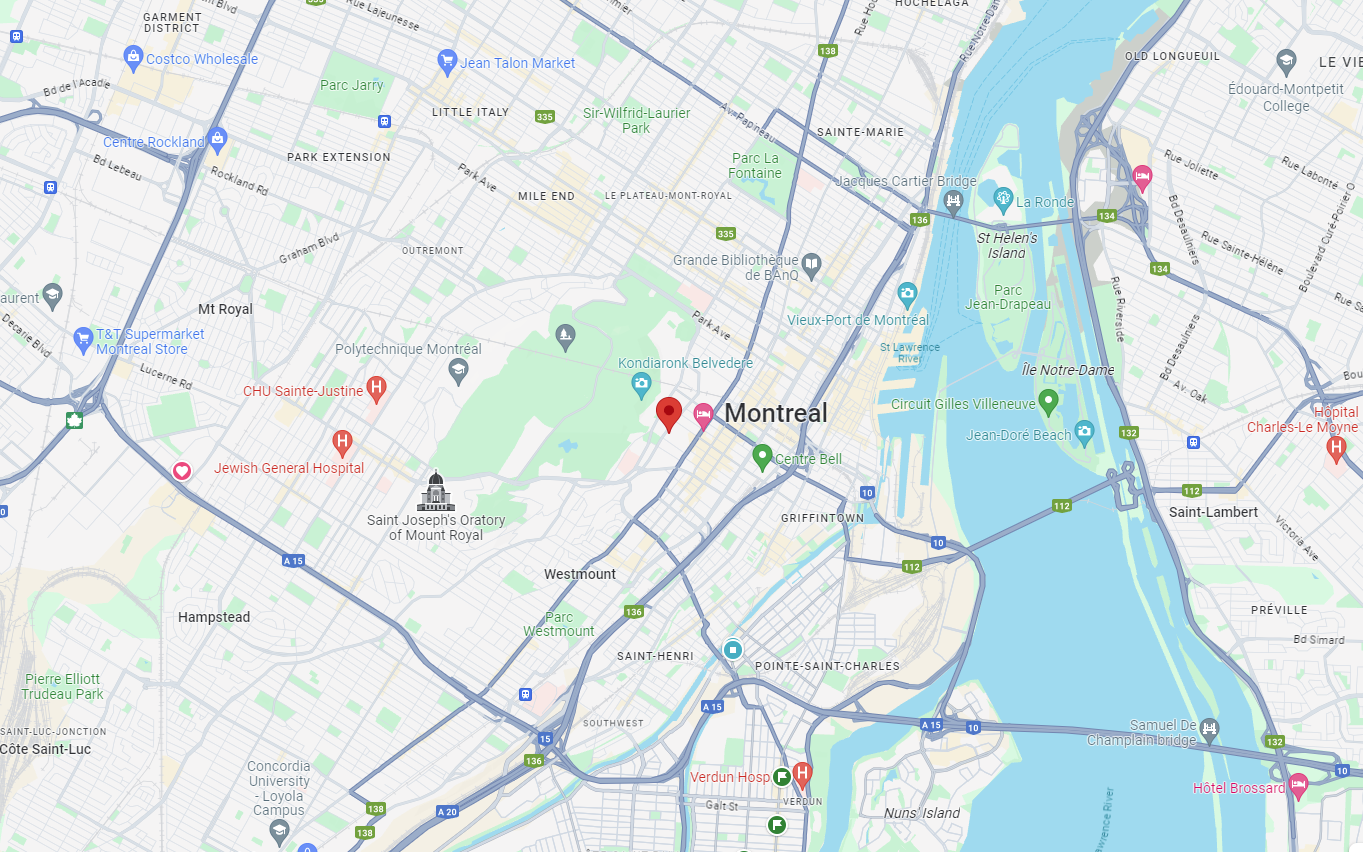 GARMENT
DISTRICT
Costco Wholesale
Bd de l'Acadie
Centre Rockland
Bd Lebeau
Rockland Rd
Rue Lajeunesse
Jean Talon Market
Parc Jarry
LITTLE ITALY
335
335
PARK EXTENSION
Park Ave
MILE END
Sir-Wilfrid-Laurier
Park
LE PLATEAU-MONT-ROYAL
Av. Papineau
138
HOCHELAGA
SAINTE-MARIE
Parc La
Fontaine
Jacques Cartier Bridge
136
La Ronde
St Helen's
Island
134
134
OLD LONGUEUIL
Édouard-Montpetit
College
Rue Joliette
Rue Labonté
Bd Desaulniers
Rue Sainte-Hélène
Boulevard Curé-Poirier O
Rue Riverside
Graham Blvd
OUTREMONT
335
Grande Bibliothèque
de BAnQ
Vieux-Port de Montréal
Parc
Jean-Drapeau
St Lawrence
River
Île Notre-Dame
Mt Royal
T&T Supermarket
Montreal Store
Decarie Blvd
Lucerne Rd
Polytechnique Montréal
CHU Sainte-Justine
Jewish General Hospital
Park Ave
Kondiaronk Belvedere
Montreal
Centre Bell
Circuit Gilles Villeneuve
Jean-Doré Beach
132
Bd Desaulniers
Av. Oak
Hôpital
Charles-Le Moyne
Saint Joseph's Oratory
of Mount Royal
10
GRIFFINTOWN
10
112
112
112
Saint-Lambert
Victoria Ave
A 15
Westmount
136
Parc
Westmount
Hampstead
SAINT-HENRI
POINTE-SAINT-CHARLES
PRÉVILLE
Bd Simard
Pierre Elliott
Trudeau Park
SAINT-LUC-JONCTION
Côte Saint-Luc
Concordia
University
- Loyola
Campus
15
136
SOUTHWEST
A 15
A 15
10
Samuel De
Champlain bridge
132
10
Hôtel Brossard
Verdun Hosp
VERDUN
Galt St
Nuns' Island
A 20
138
138